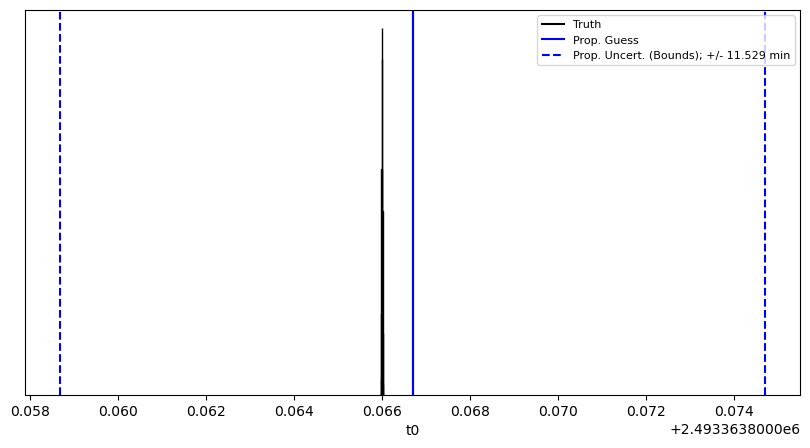 Truth
Prop. Guess
Prop. Uncert. (Bounds); +/- 11.529 min
0.058 0.060 0.062 0.064 0.066 0.068 0.070 0.072 0.074
t0
+2.4933638000e6